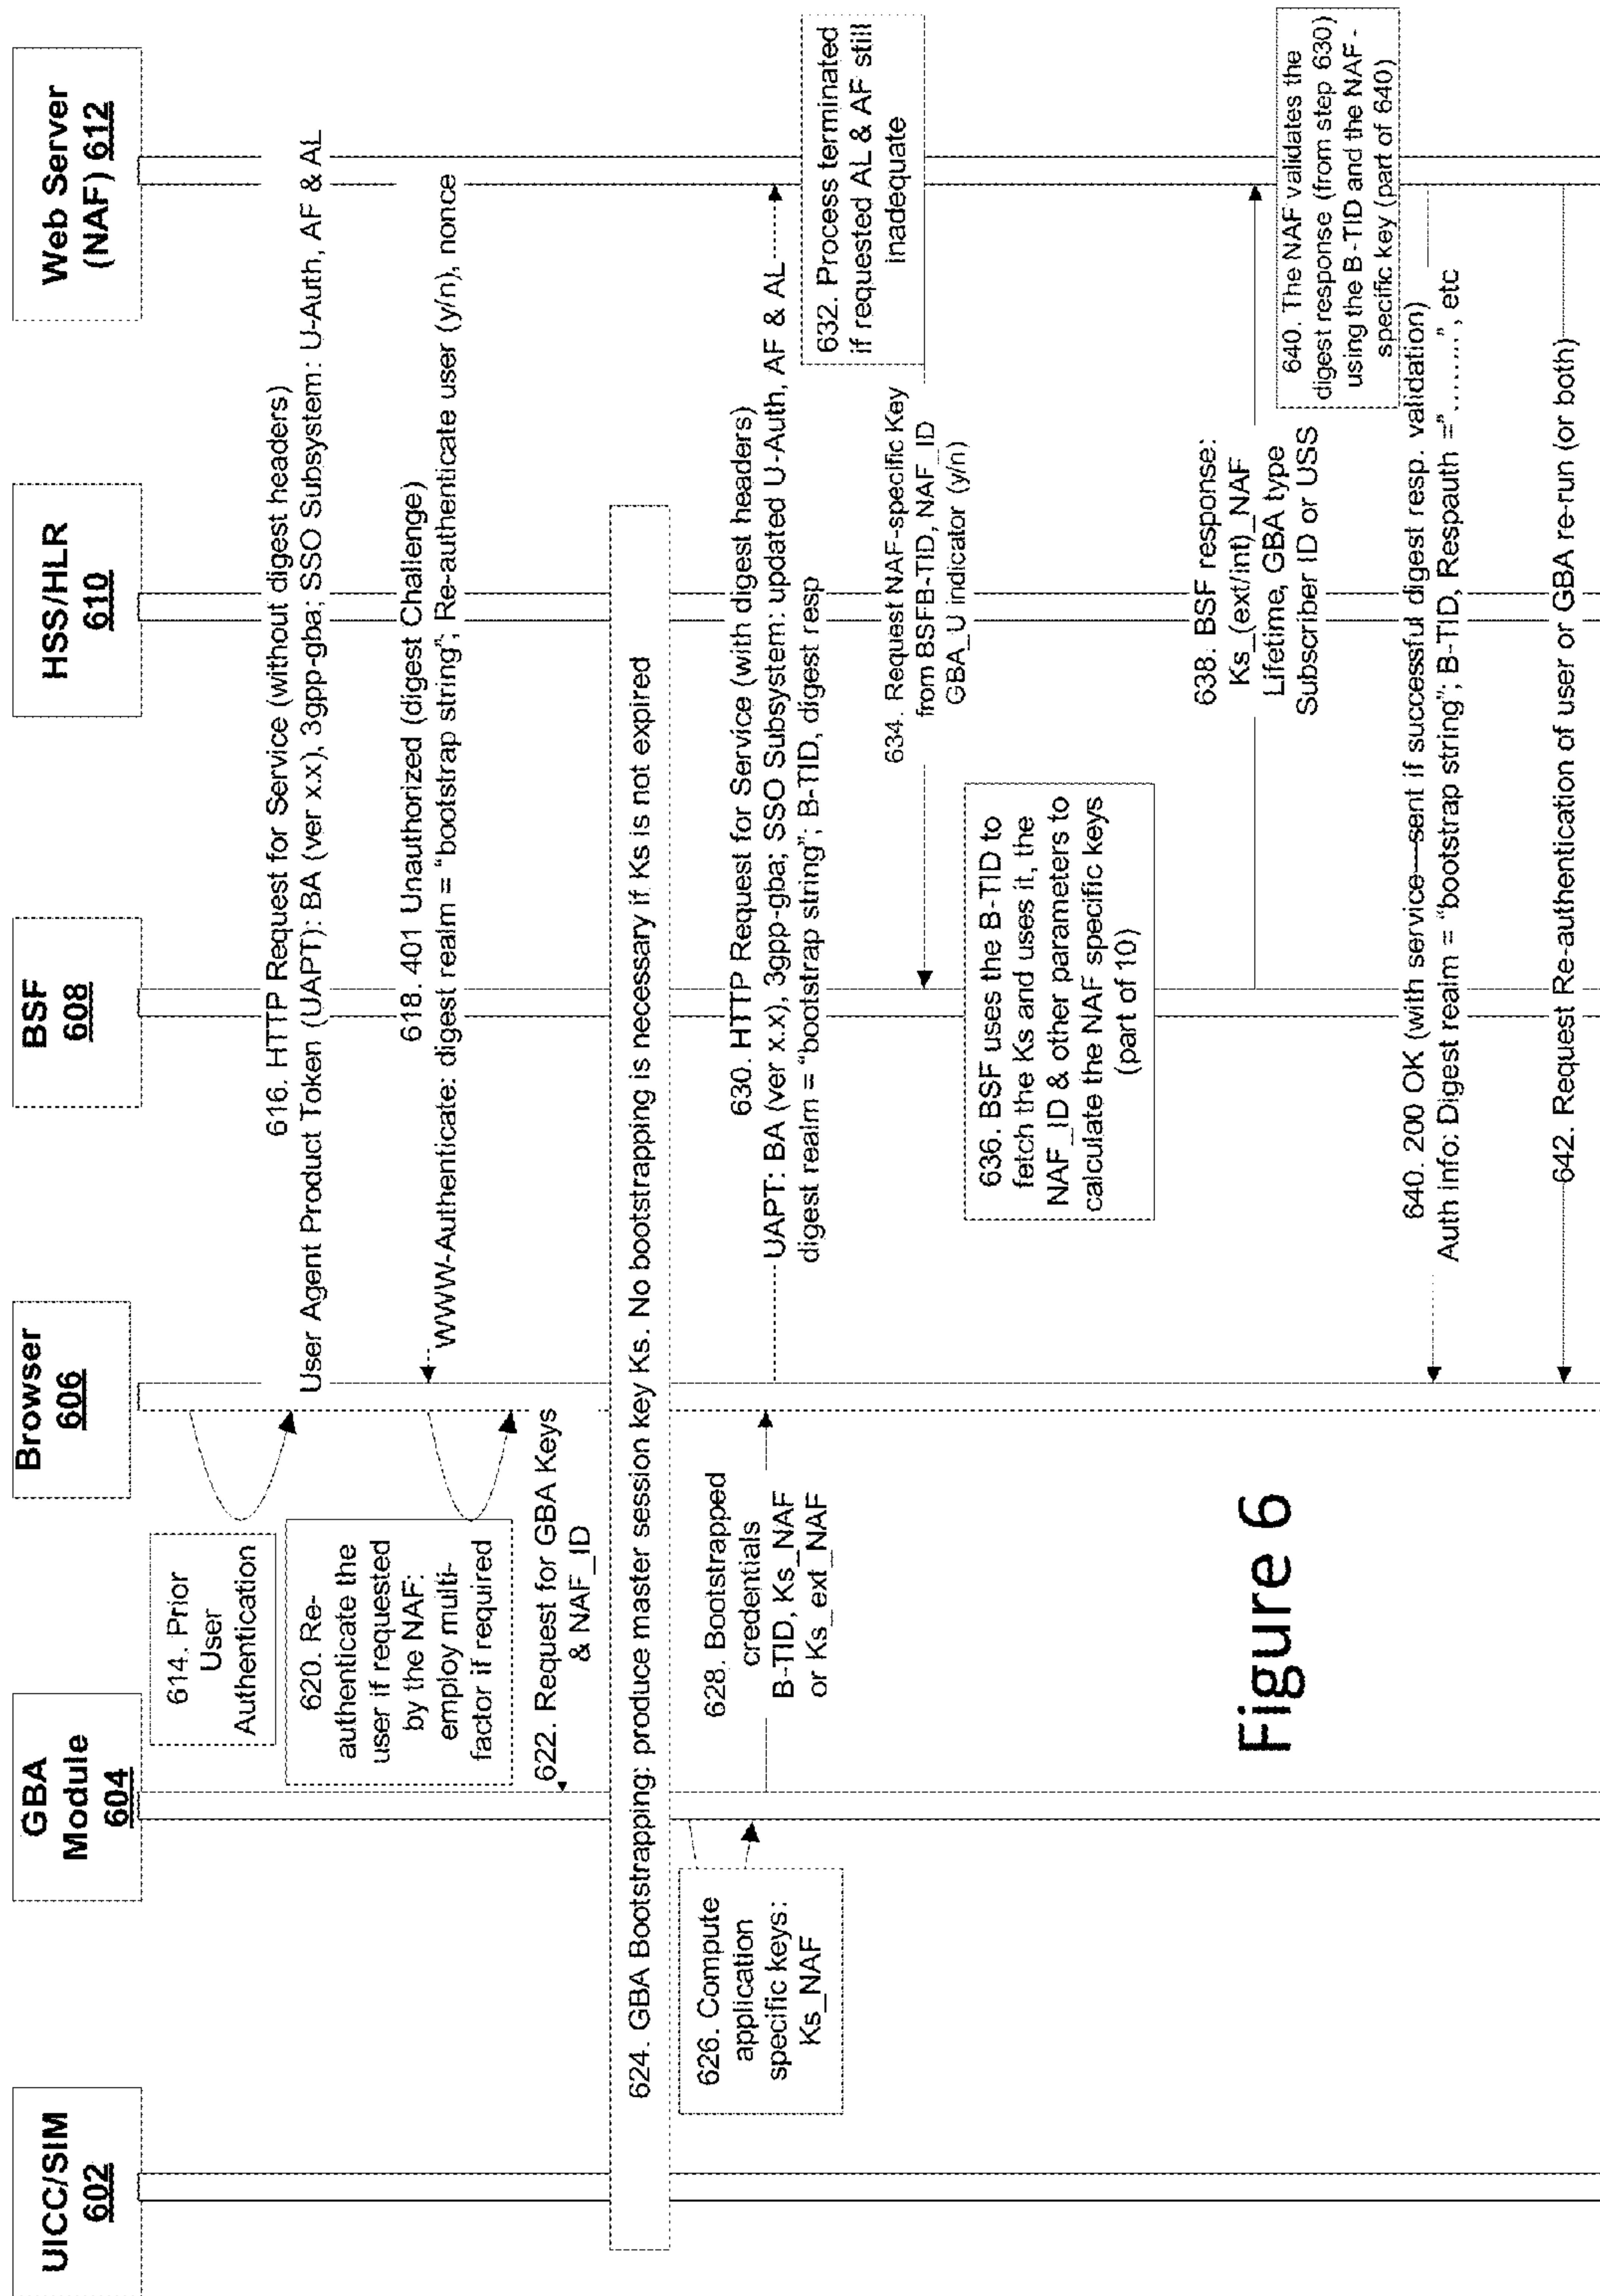 UICC/SIM
602
GBA
Module
604
Browser
606
BSF
608
HSS/HLR
610
Web Server
(NAF) 612
614. Prior
User
Authentication
616. HTTP Request for Service (without digest headers)
User Agent Product Token (UAPT): BA (ver x.x), 3gpp-gba; SSO Subsystem: U-Auth, AF & AL
618. 401 Unauthorized (digest Challenge)
WWW-Authenticate: digest realm = “bootstrap string”; Re-authenticate user (y/n), nonce
620. Re-
authenticate the
user if requested
by the NAF:
employ multi-
factor if required
622. Request for GBA Keys
& NAF_ID
624. GBA Bootstrapping: produce master session key Ks. No bootstrapping is necessary if Ks is not expired
626. Compute
application
specific keys:
Ks_NAF
628. Bootstrapped
credentials
B-TID, Ks_NAF
or Ks_ext_NAF
630. HTTP Request for Service (with digest headers)
UAPT: BA (ver x.x), 3gpp-gba; SSO Subsystem: updated U-Auth, AF & AL
digest realm = “bootstrap string”; B-TID, digest resp
632. Process terminated
if requested AL & AF still
inadequate
634. Request NAF-specific Key
from BSFB-TID, NAF_ID
GBA_U indicator (y/n)
636. BSF uses the B-TID to
fetch the Ks and uses it, the
NAF_ID & other parameters to
calculate the NAF specific keys
(part of 10)
638. BSF response:
Ks_(ext/int)_NAF
Lifetime, GBA type
Subscriber ID or USS
640. The NAF validates the
digest response (from step 630)
using the B-TID and the NAF-
specific key (part of 640)
640. 200 OK (with service---sent if successful digest resp. validation)
Auth info: Digest realm = “bootstrap string”; B-TID, Respauth =“........”, etc
642. Request Re-authentication of user or GBA re-run (or both)
Figure 6